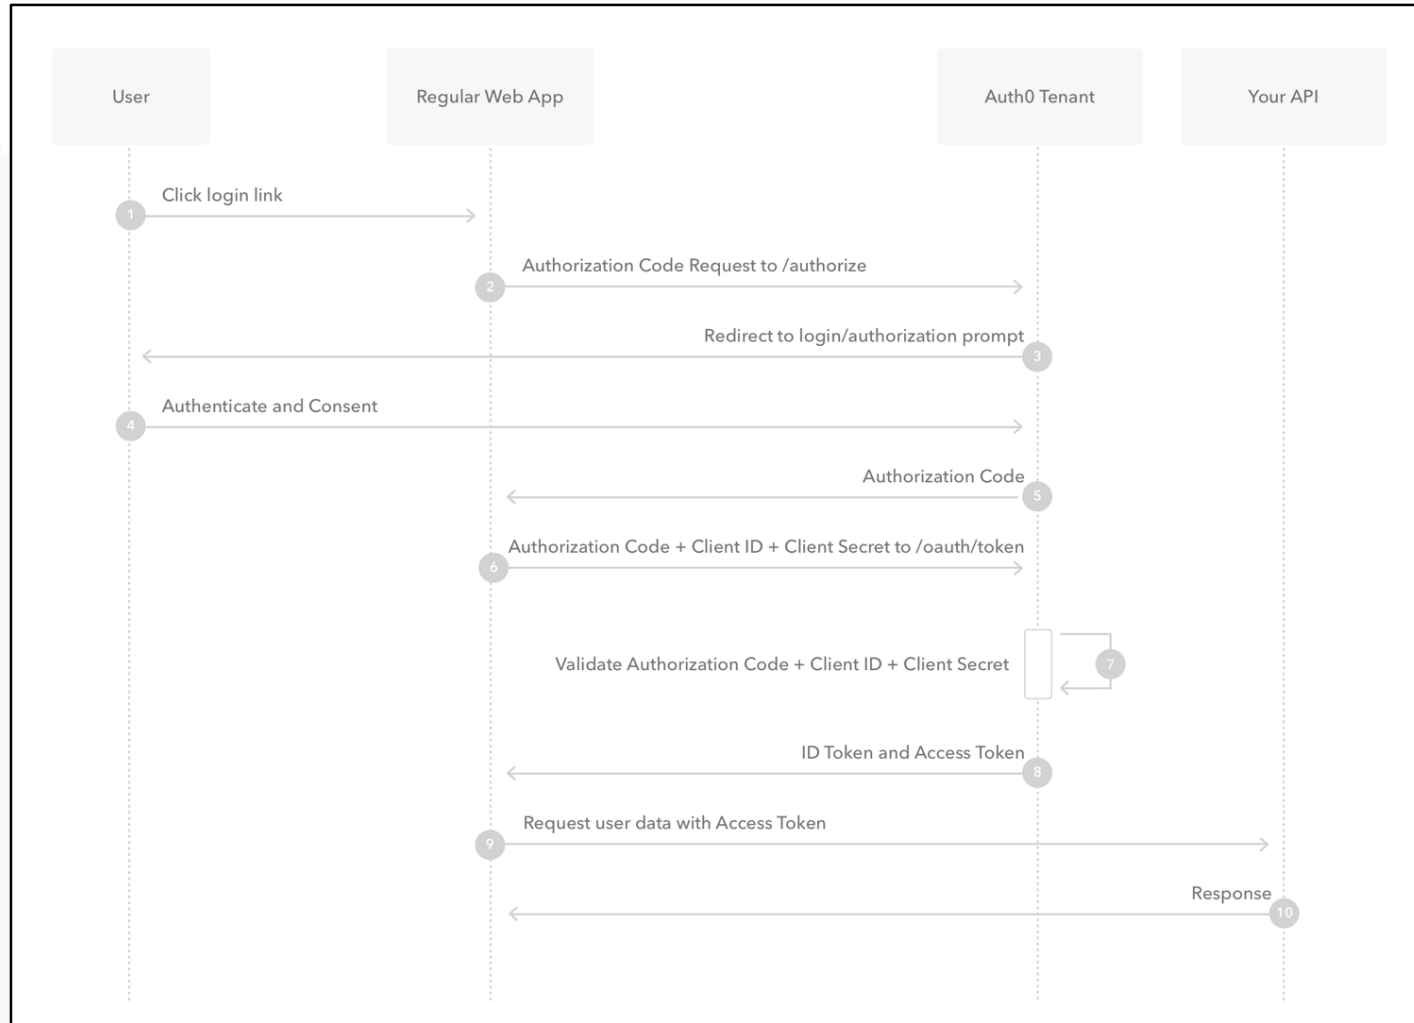 User
Regular Web App
Auth0 Tenant
Your API
Click login link
1
Authorization Code Request to /authorize
2
Redirect to login/authorization prompt
3
Authenticate and Consent
4
Authorization Code
5
Authorization Code + Client ID + Client Secret to /oauth/token
6
Validate Authorization Code + Client ID + Client Secret
7
ID Token and Access Token
8
Request user data with Access Token
9
Response
10